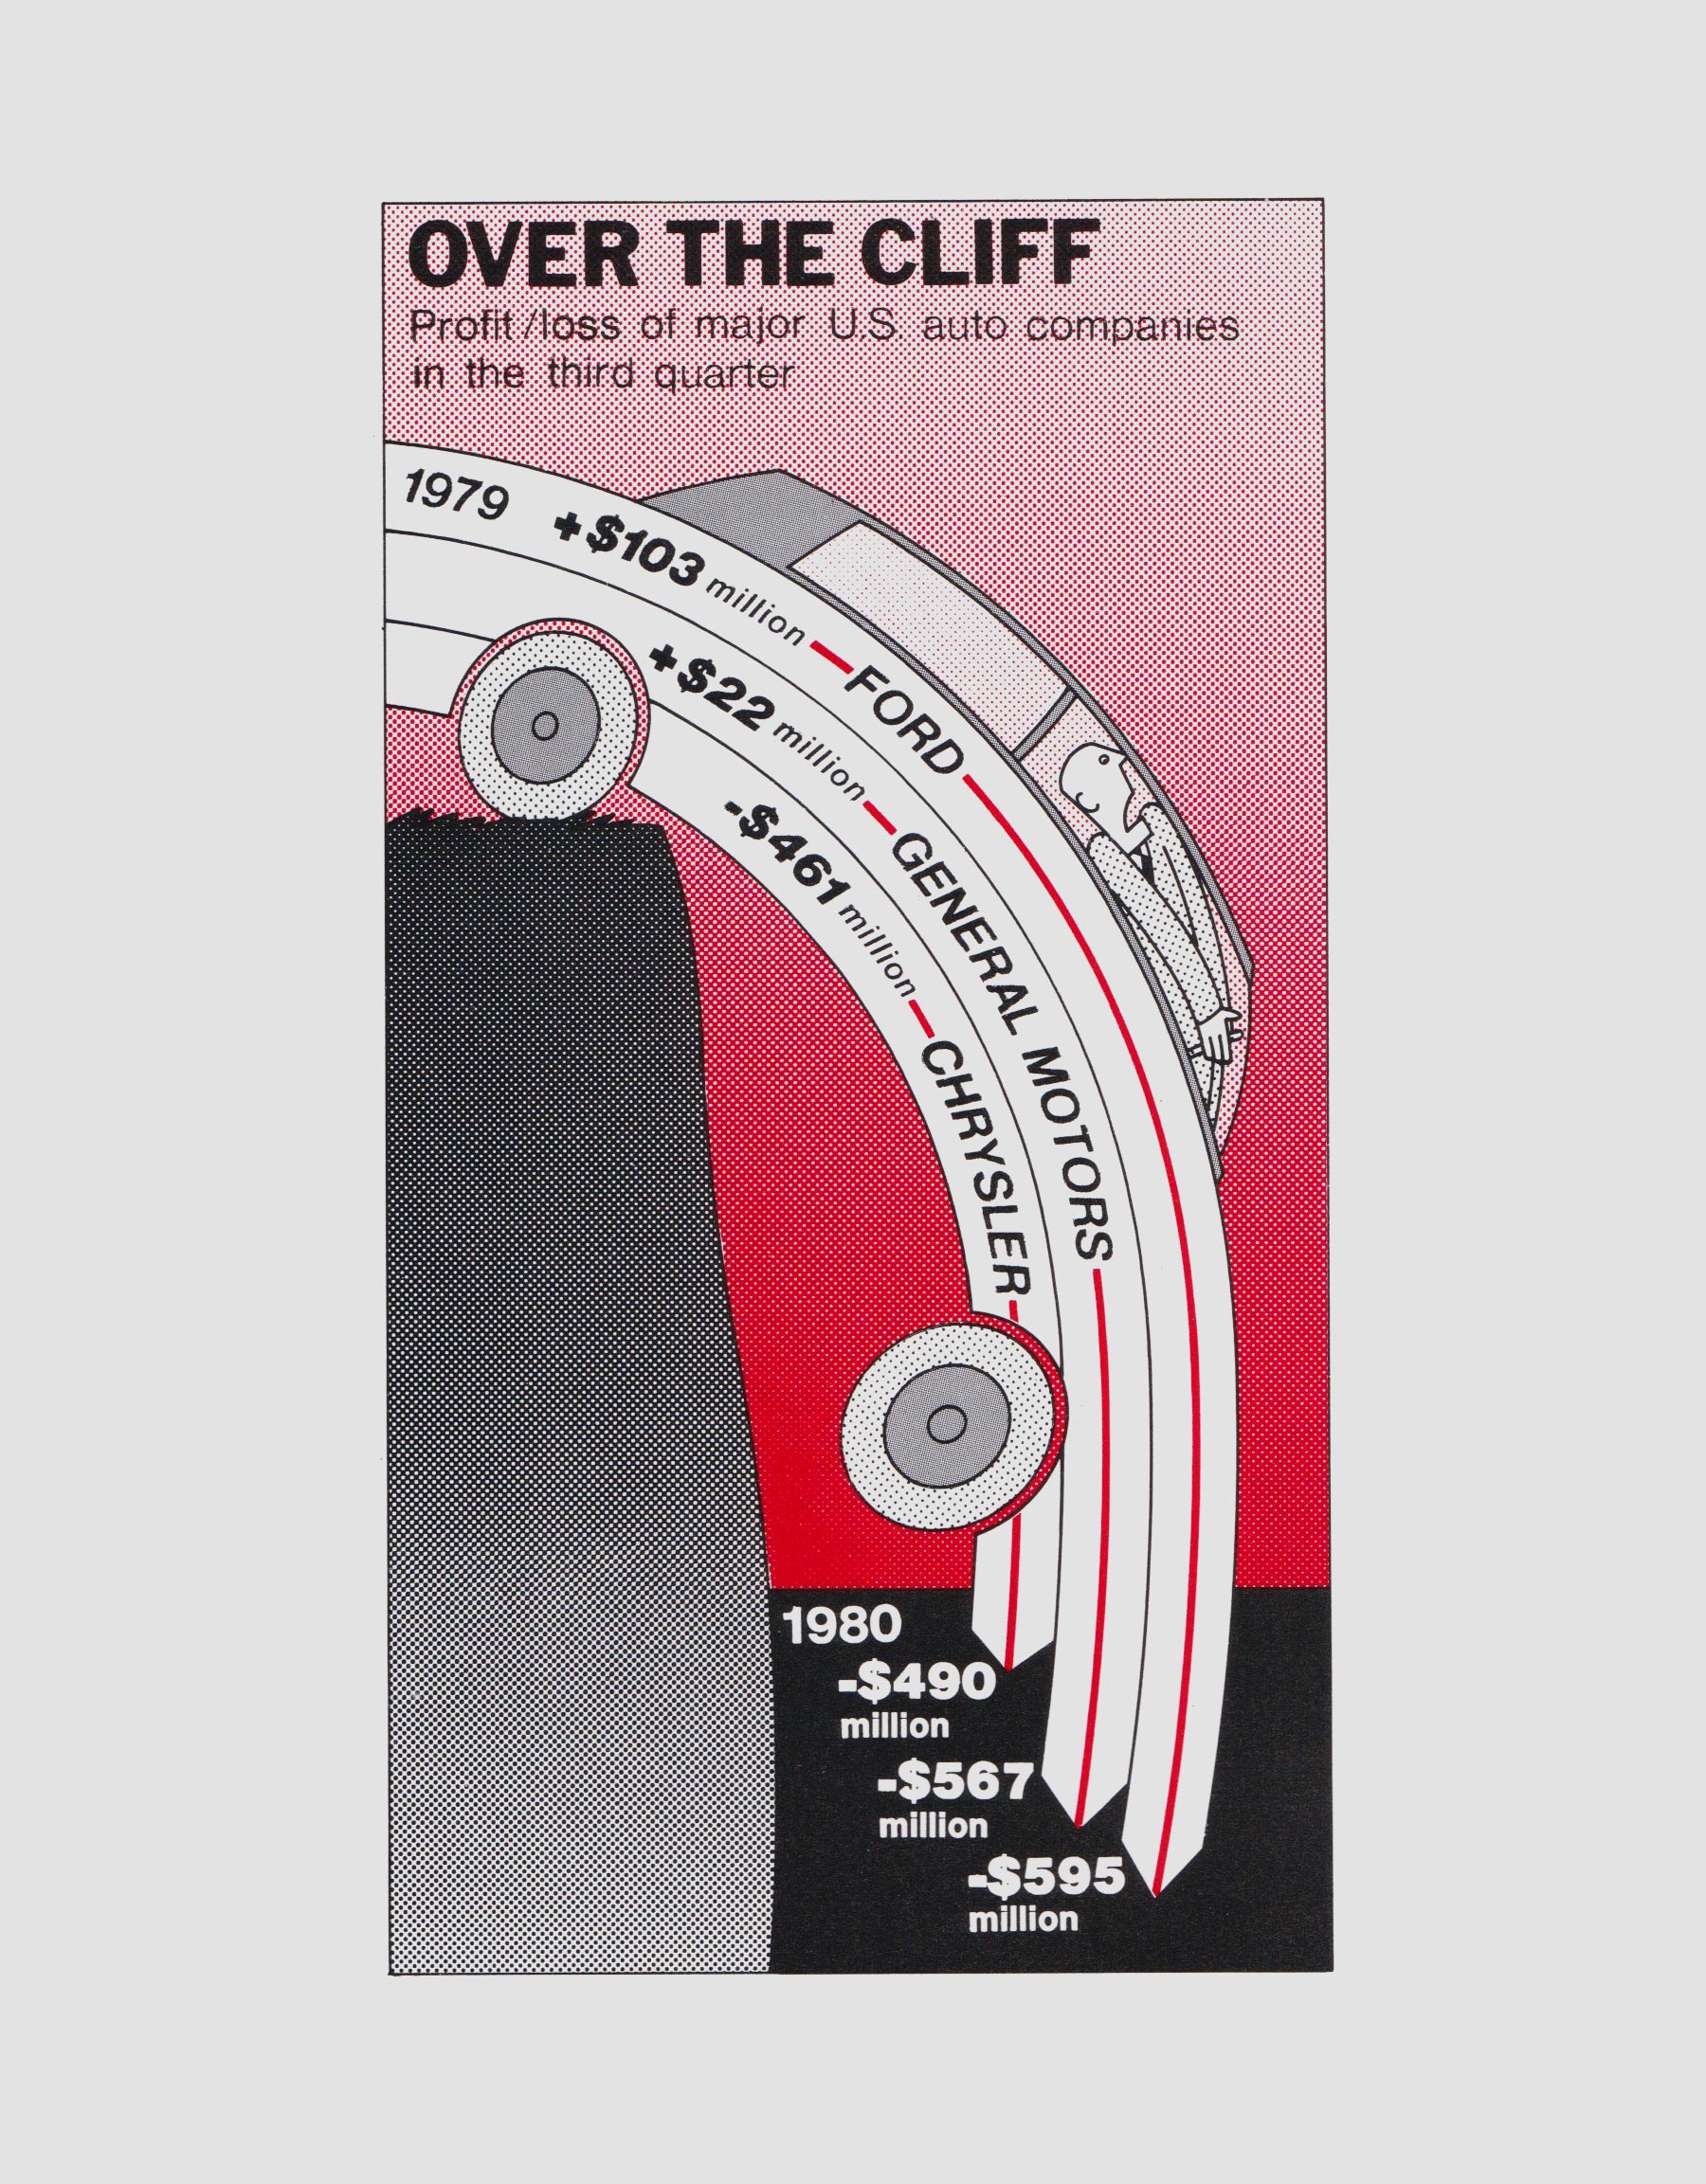 OVER THE CLIFF
Profit/loss of major U.S. auto companies
in the third quarter
1979 +$103 million — FORD
+$22 million — GENERAL MOTORS
-$461 million — CHRYSLER
1980
-$490
million
-$567
million
-$595
million